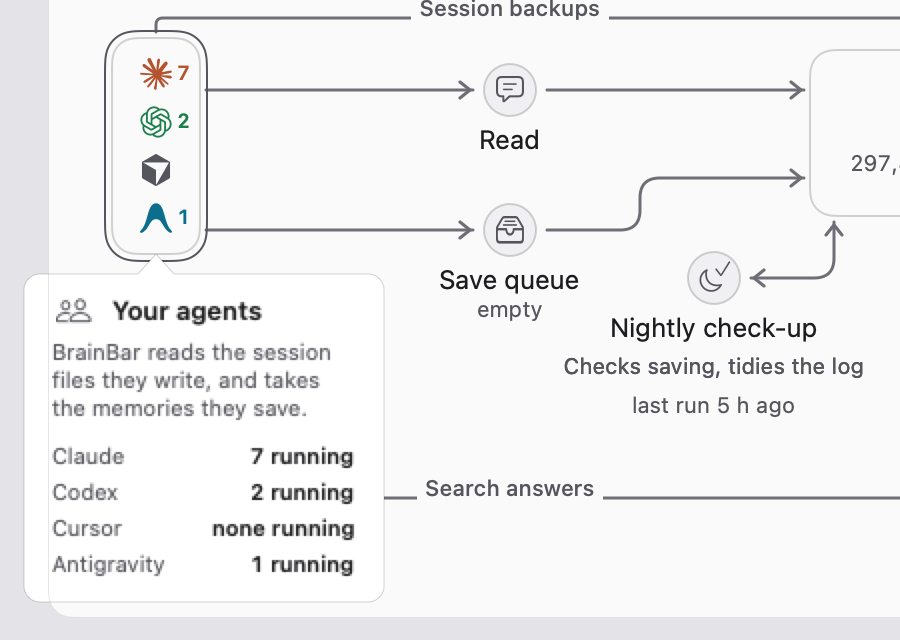 Session backups
7
2
1
Read
297,
Save queue
empty
Nightly check-up
Checks saving, tidies the log
last run 5 h ago
Your agents
BrainBar reads the session
files they write, and takes
the memories they save.
Claude 7 running
Codex 2 running
Cursor none running
Antigravity 1 running
Search answers